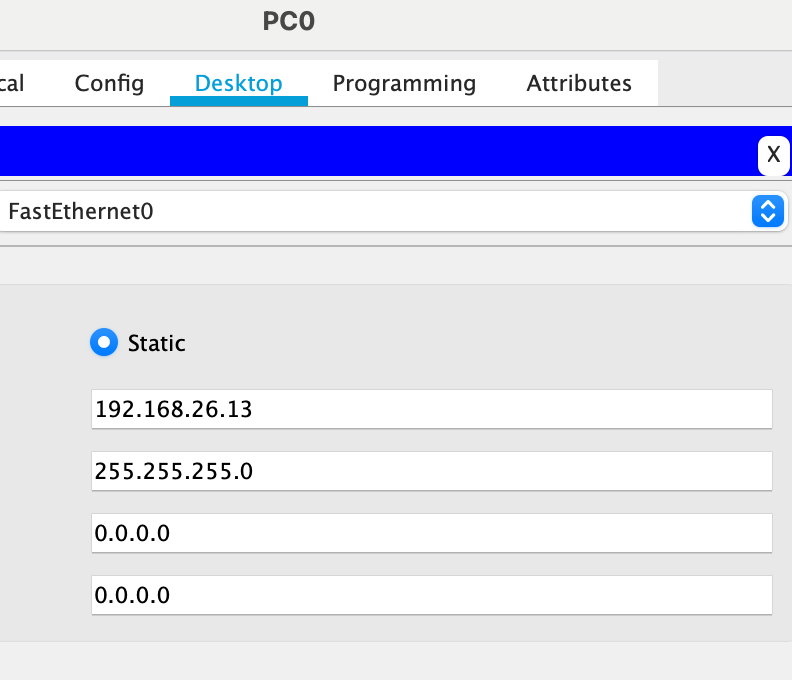 PC0
cal Config Desktop Programming Attributes
X
FastEthernet0
Static
192.168.26.13
255.255.255.0
0.0.0.0
0.0.0.0